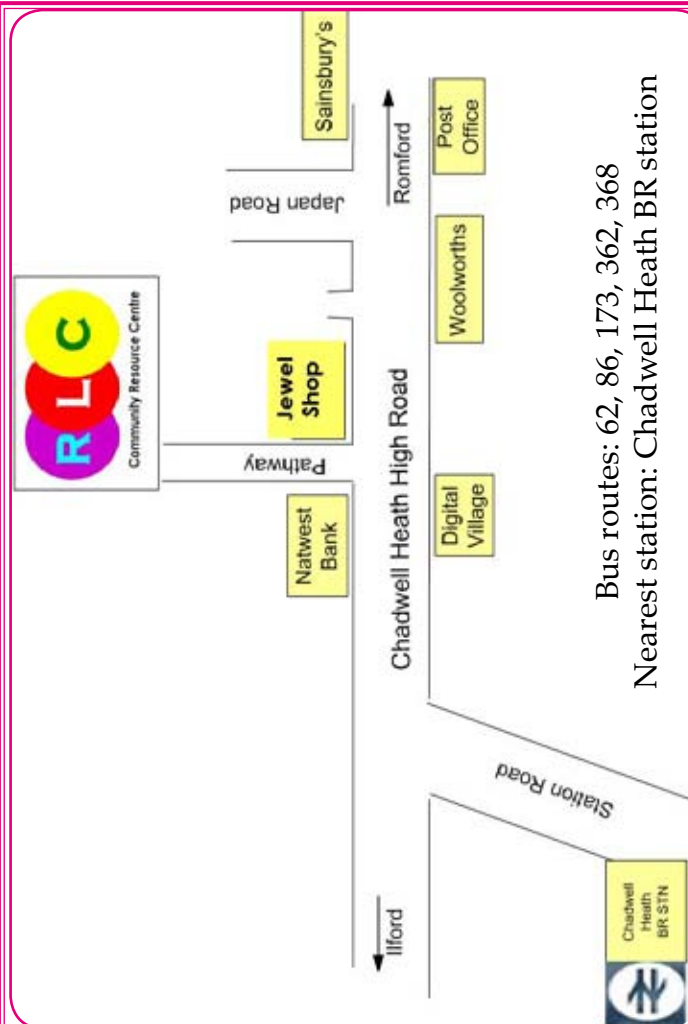 R L C
Community Resource Centre
Sainsbury's
Japan Road
Jewel
Shop
Pathway
Natwest
Bank
Romford
Chadwell Heath High Road
Ilford
Post
Office
Woolworths
Digital
Village
Station Road
Chadwell
Heath
BR STN
Bus routes: 62, 86, 173, 362, 368
Nearest station: Chadwell Heath BR station